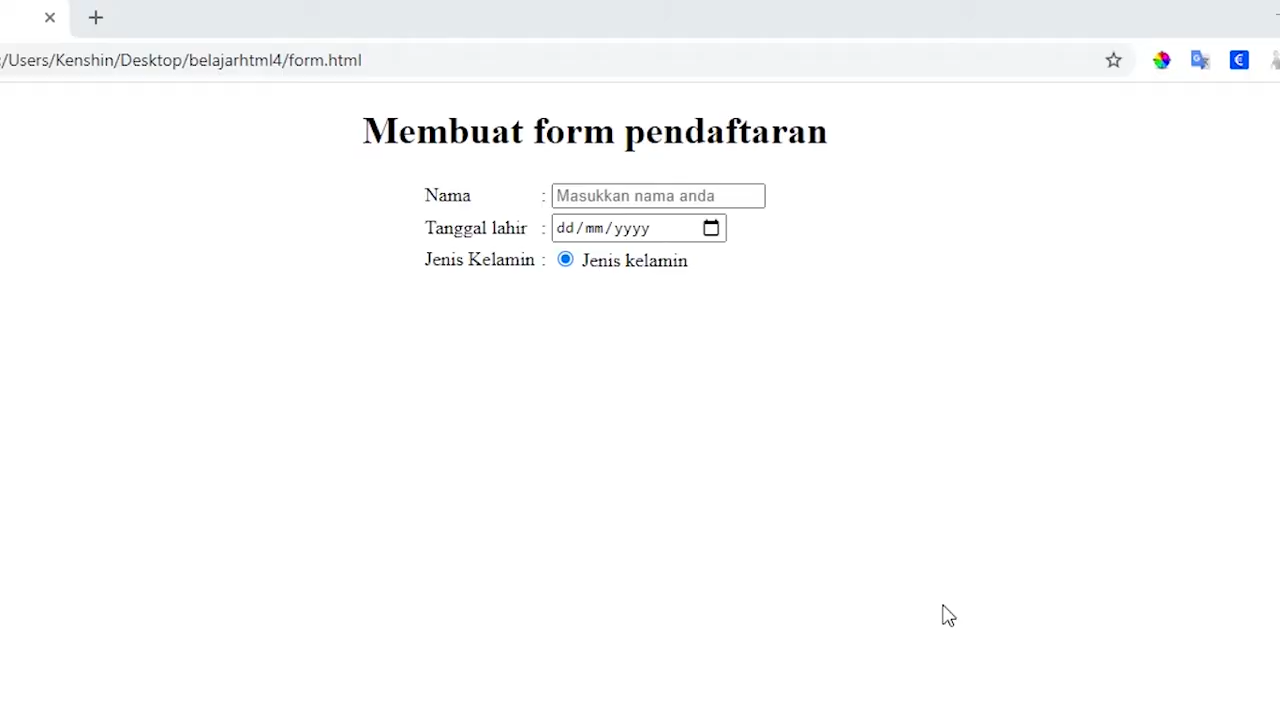 :/Users/Kenshin/Desktop/belajarhtml4/form.html
Membuat form pendaftaran
Nama : Masukkan nama anda
Tanggal lahir : dd/mm/yyyy
Jenis Kelamin : Jenis kelamin